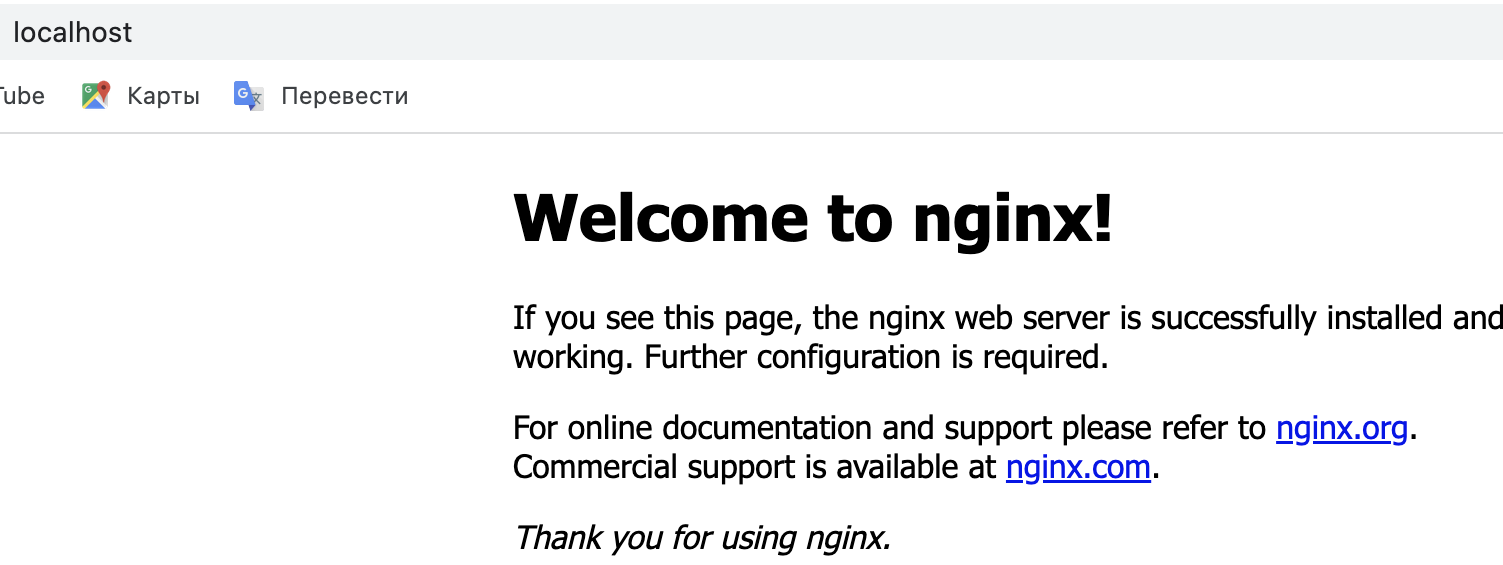 localhost
Tube Карты Перевести
Welcome to nginx!
If you see this page, the nginx web server is successfully installed and
working. Further configuration is required.
For online documentation and support please refer to nginx.org.
Commercial support is available at nginx.com.
Thank you for using nginx.